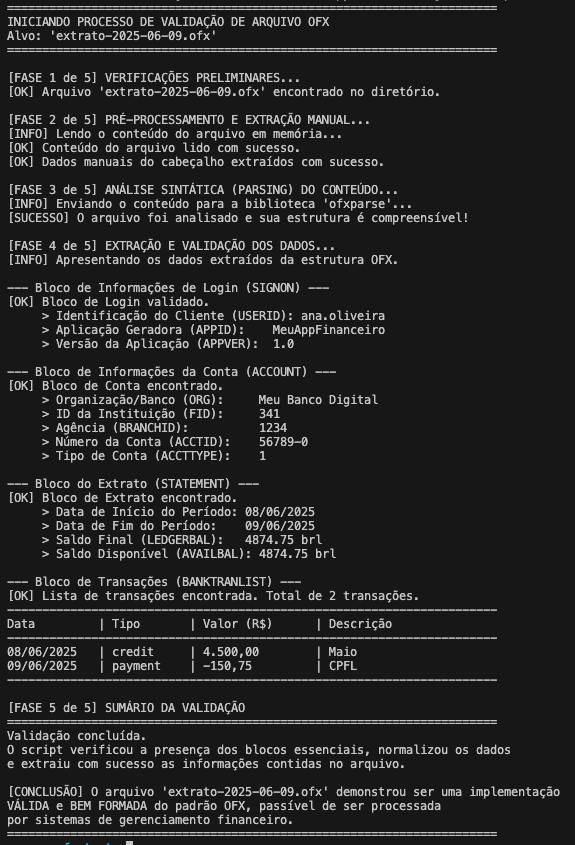 INICIANDO PROCESSO DE VALIDAÇÃO DE ARQUIVO OFX
Alvo: 'extrato-2025-06-09.ofx'
[FASE 1 de 5] VERIFICAÇÕES PRELIMINARES...
[OK] Arquivo 'extrato-2025-06-09.ofx' encontrado no diretório.
[FASE 2 de 5] PRÉ-PROCESSAMENTO E EXTRAÇÃO MANUAL...
[INFO] Lendo o conteúdo do arquivo em memória...
[OK] Conteúdo do arquivo lido com sucesso.
[OK] Dados manuais do cabeçalho extraídos com sucesso.
[FASE 3 de 5] ANÁLISE SINTÁTICA (PARSING) DO CONTEÚDO...
[INFO] Enviando o conteúdo para a biblioteca 'ofxparse'...
[SUCESSO] O arquivo foi analisado e sua estrutura é compreensível!
[FASE 4 de 5] EXTRAÇÃO E VALIDAÇÃO DOS DADOS...
[INFO] Apresentando os dados extraídos da estrutura OFX.
--- Bloco de Informações de Login (SIGNON) ---
[OK] Bloco de Login validado.
> Identificação do Cliente (USERID): ana.oliveira
> Aplicação Geradora (APPID): MeuAppFinanceiro
> Versão da Aplicação (APPVER): 1.0
--- Bloco de Informações da Conta (ACCOUNT) ---
[OK] Bloco de Conta encontrado.
> Organização/Banco (ORG): Meu Banco Digital
> ID da Instituição (FID): 341
> Agência (BRANCHID): 1234
> Número da Conta (ACCTID): 56789-0
> Tipo de Conta (ACCTTYPE): 1
--- Bloco do Extrato (STATEMENT) ---
[OK] Bloco de Extrato encontrado.
> Data de Início do Período: 08/06/2025
> Data de Fim do Período: 09/06/2025
> Saldo Final (LEDGERBAL): 4874.75 brl
> Saldo Disponível (AVAILBAL): 4874.75 brl
--- Bloco de Transações (BANKTRANLIST) ---
[OK] Lista de transações encontrada. Total de 2 transações.
Data | Tipo | Valor (R$) | Descrição
08/06/2025 | credit | 4.500,00 | Maio
09/06/2025 | payment | -150,75 | CPFL
[FASE 5 de 5] SUMÁRIO DA VALIDAÇÃO
Validação concluída.
O script verificou a presença dos blocos essenciais, normalizou os dados
e extraiu com sucesso as informações contidas no arquivo.
[CONCLUSÃO] O arquivo 'extrato-2025-06-09.ofx' demonstrou ser uma implementação
VÁLIDA e BEM FORMADA do padrão OFX, passível de ser processada
por sistemas de gerenciamento financeiro.